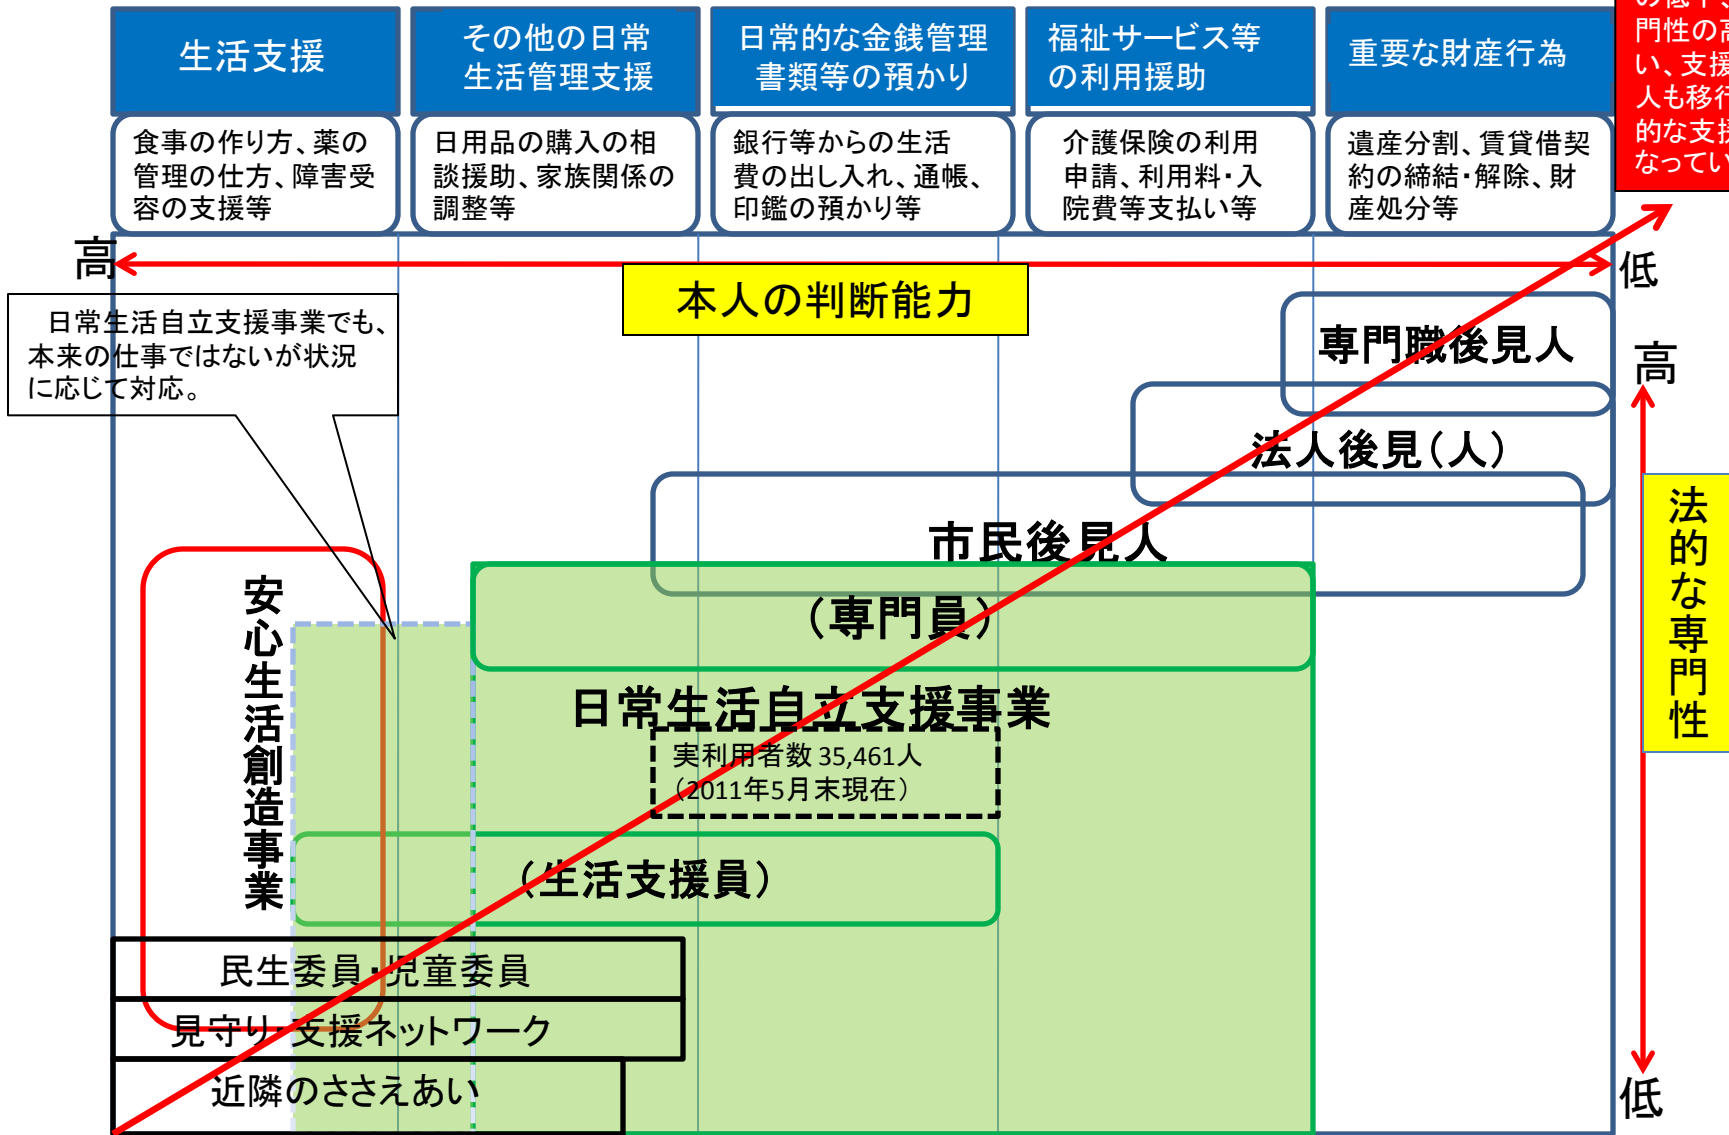 生活支援
その他の日常
生活管理支援
日常的な金銭管理
書類等の預かり
福祉サービス等
の利用援助
重要な財産行為
門性の高
い、支援
人も移行
的な支援
なってい
食事の作り方、薬の
管理の仕方、障害受
容の支援等
日用品の購入の相
談援助、家族関係の
調整等
銀行等からの生活
費の出し入れ、通帳、
印鑑の預かり等
介護保険の利用
申請、利用料・入
院費等支払い等
遺産分割、賃貸借契
約の締結・解除、財
産処分等
高
低
本人の判断能力
日常生活自立支援事業でも、
本来の仕事ではないが状況
に応じて対応。
専門職後見人
高
法人後見(人)
市民後見人
法的な専門性
安心生活創造事業
(専門員)
日常生活自立支援事業
実利用者数 35,461人
(2011年5月末現在)
(生活支援員)
民生委員・児童委員
見守り・支援ネットワーク
近隣のささえあい
低